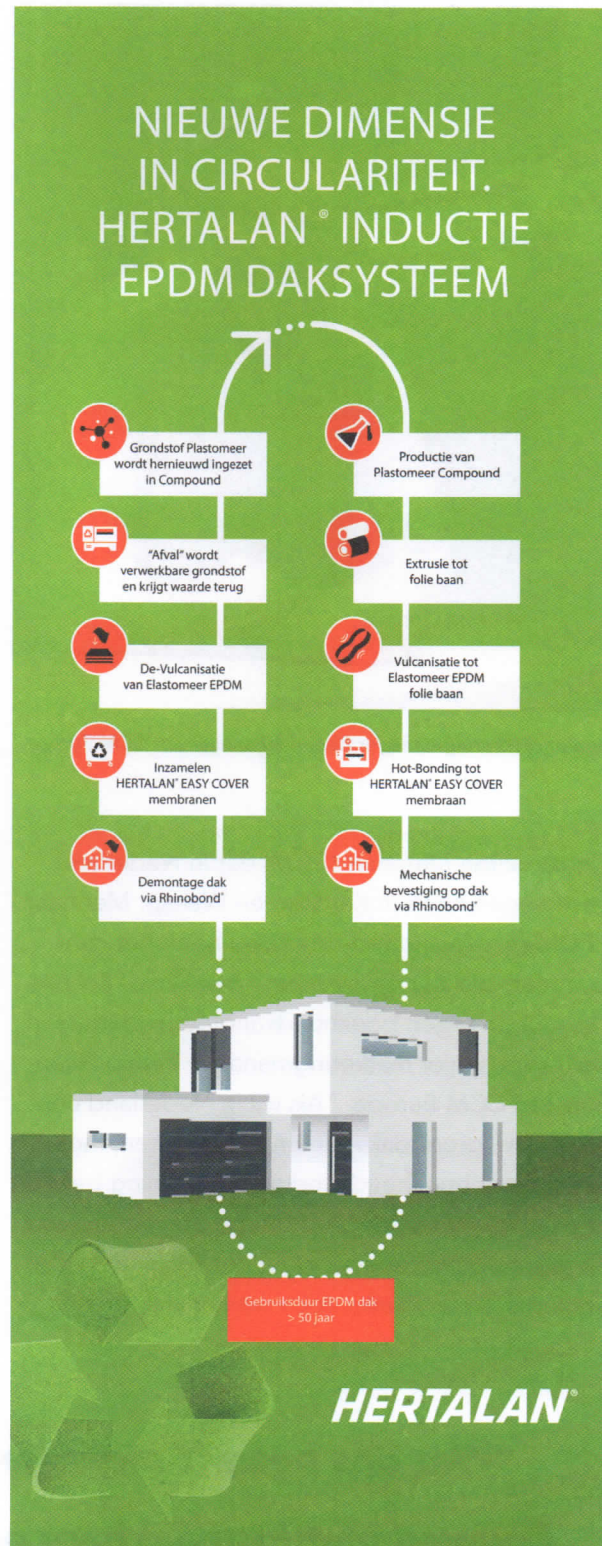 NIEUWE DIMENSIE
IN CIRCULARITEIT.
HERTALAN® INDUCTIE
EPDM DAKSYSTEEM
Grondstof Plastomeer
wordt hernieuwd ingezet
in Compound
"Afval" wordt
verwerkbare grondstof
en krijgt waarde terug
De-Vulcanisatie
van Elastomeer EPDM
Inzamelen
HERTALAN® EASY COVER
membranen
Demontage dak
via Rhinobond®
Productie van
Plastomeer Compound
Extrusie tot
folie baan
Vulcanisatie tot
Elastomeer EPDM
folie baan
Hot-Bonding tot
HERTALAN® EASY COVER
membraan
Mechanische
bevestiging op dak
via Rhinobond®
Gebruiksduur EPDM dak
> 50 jaar
HERTALAN®